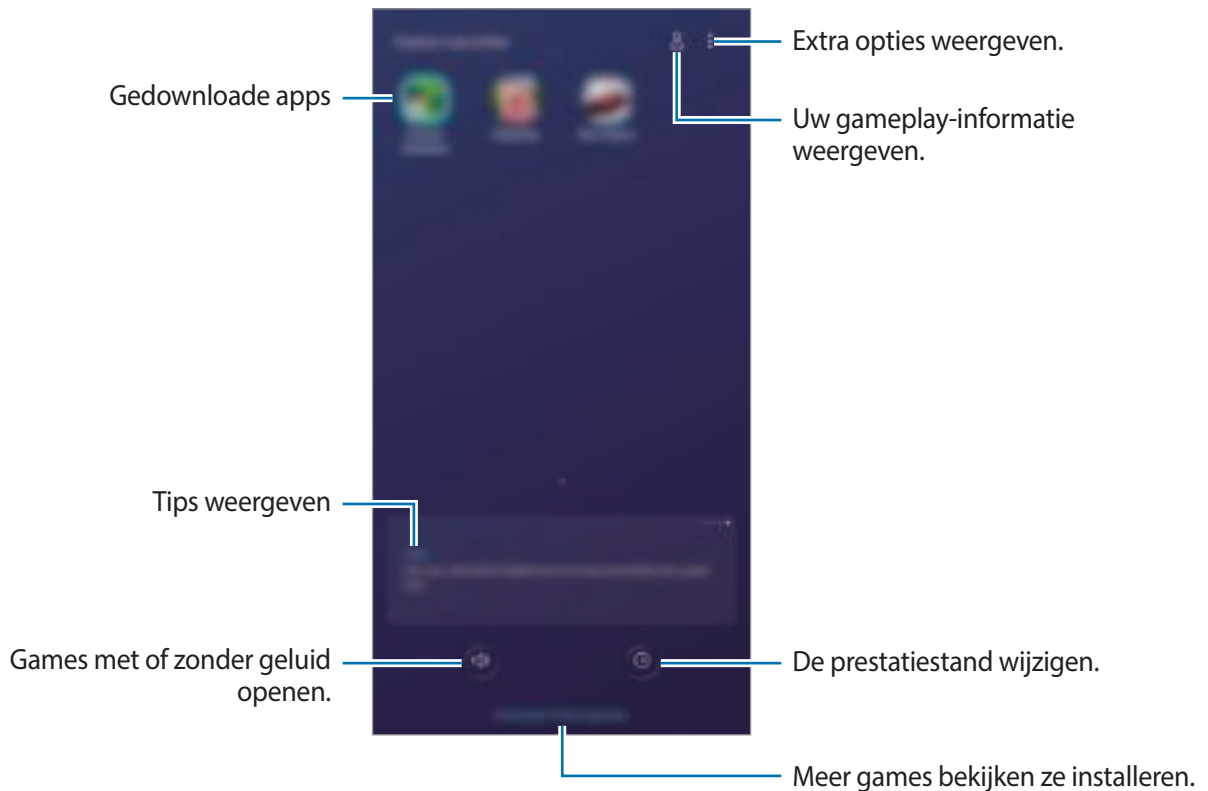 Extra opties weergeven.
Gedownloade apps
Uw gameplay-informatie
weergeven.
Tips weergeven
Games met of zonder geluid
openen.
De prestatiestand wijzigen.
Meer games bekijken ze installeren.